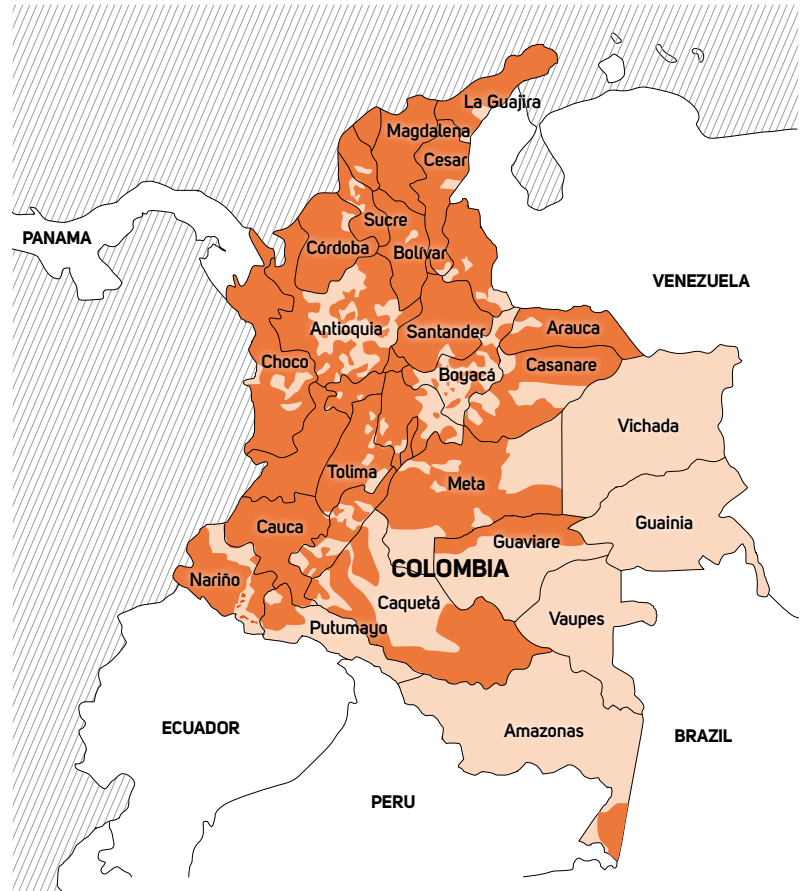 La Guajira
Magdalena
Cesar
Sucre
PANAMA
Córdoba
Bolívar
VENEZUELA
Antioquia
Santander
Arauca
Choco
Boyacá
Casanare
Vichada
Tolima
Meta
Cauca
Guainia
Guaviare
COLOMBIA
Nariño
Caquetá
Vaupes
Putumayo
ECUADOR
Amazonas
BRAZIL
PERU